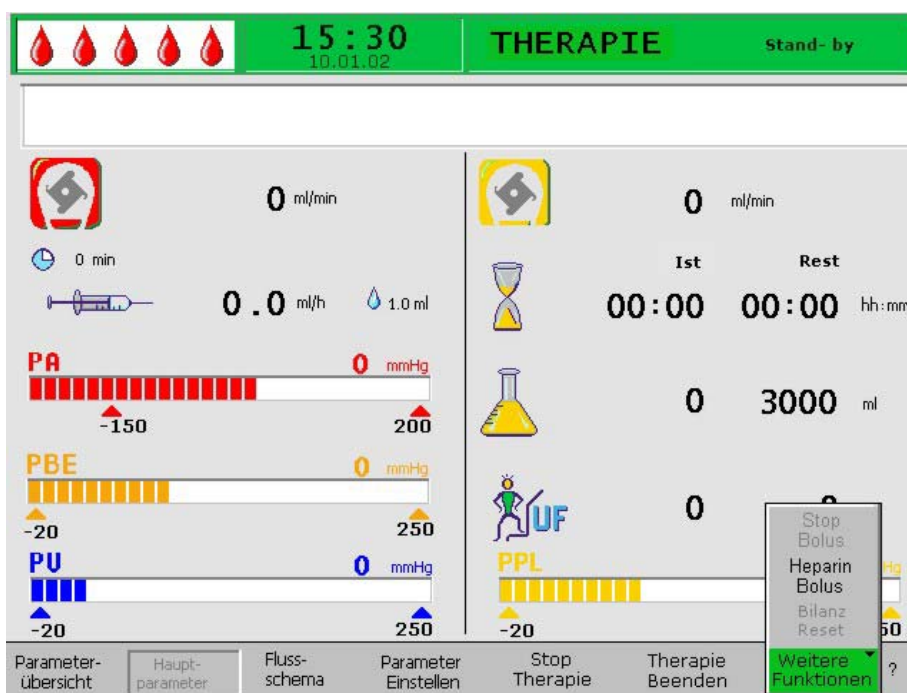 15:30
10.01.02
THERAPIE
Stand- by
0 ml/min
0 min
0.0 ml/h
1.0 ml
PA
0 mmHg
-150
200
PBE
0 mmHg
-20
250
PV
0 mmHg
-20
250
0 ml/min
Ist
Rest
00:00
00:00
hh:mm
0
3000
ml
UF
0
PPL
-20
Stop
Bolus
Heparin
Bolus
Bilanz
Reset
Parameter-
übersicht
Haupt-
parameter
Fluss-
schema
Parameter
Einstellen
Stop
Therapie
Therapie
Beenden
Weitere
Funktionen
?